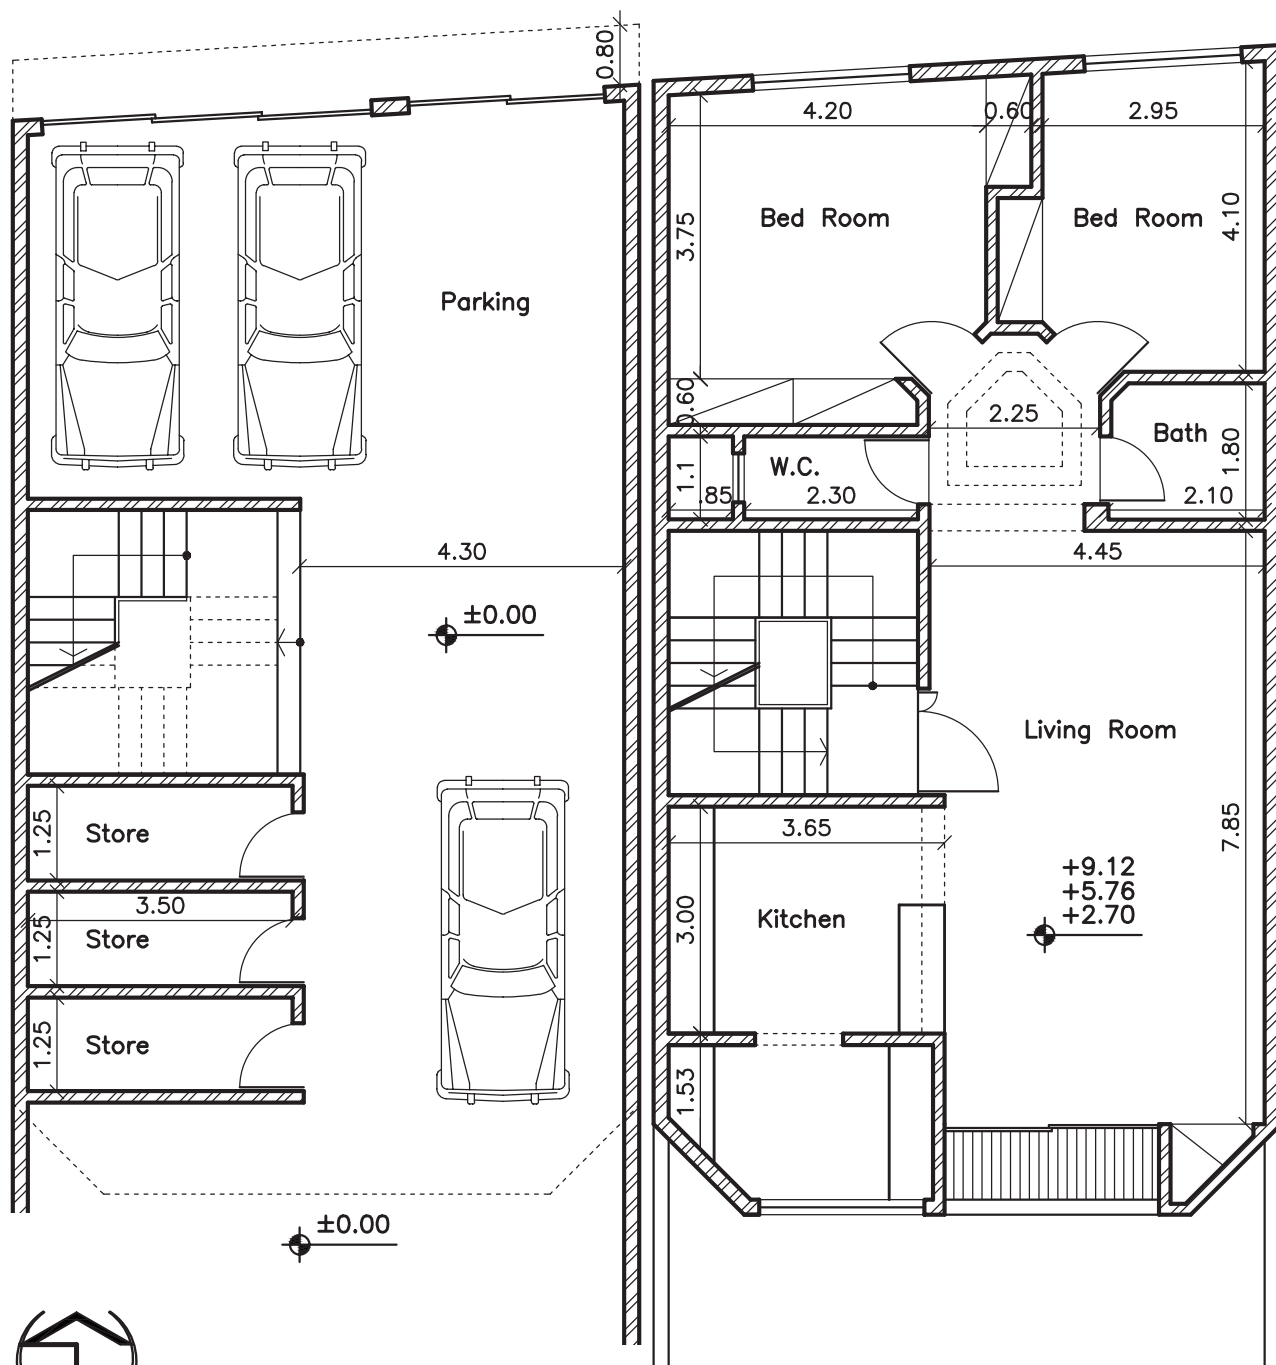 0.80
Parking
4.30
±0.00
1.25
Store
3.50
1.25
Store
1.25
Store
±0.00
4.20
0.60
2.95
Bed Room
Bed Room
3.75
4.10
0.60
2.25
Bath
1.80
W.C.
1.1
.85
2.30
2.10
4.45
Living Room
7.85
3.65
+9.12
+5.76
+2.70
Kitchen
3.00
1.53